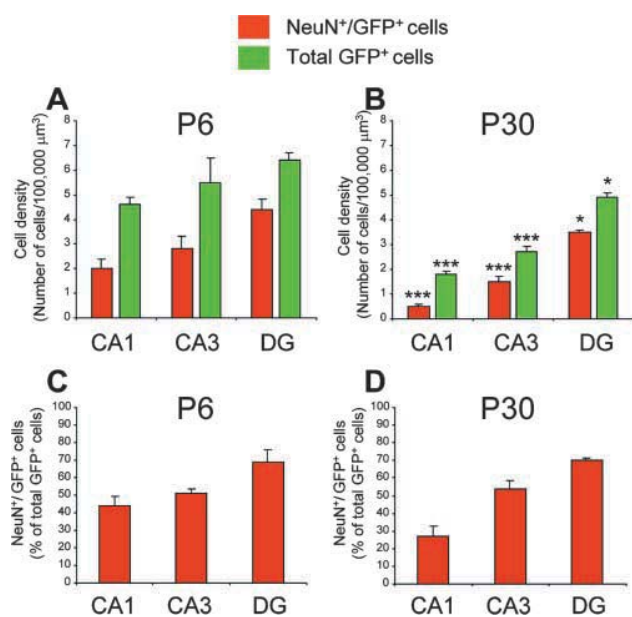 NeuN⁺/GFP⁺ cells
Total GFP⁺ cells
A
P6
Cell density
(Number of cells/100,000 μm³)
8
7
6
5
4
3
2
1
0
CA1 CA3 DG
B
P30
Cell density
(Number of cells/100,000 μm³)
8
7
6
5
4
3
2
1
0
*** *** *** *** * *
CA1 CA3 DG
C
P6
NeuN⁺/GFP⁺ cells
(% of total GFP⁺ cells)
100
90
80
70
60
50
40
30
20
10
0
CA1 CA3 DG
D
P30
NeuN⁺/GFP⁺ cells
(% of total GFP⁺ cells)
100
90
80
70
60
50
40
30
20
10
0
CA1 CA3 DG